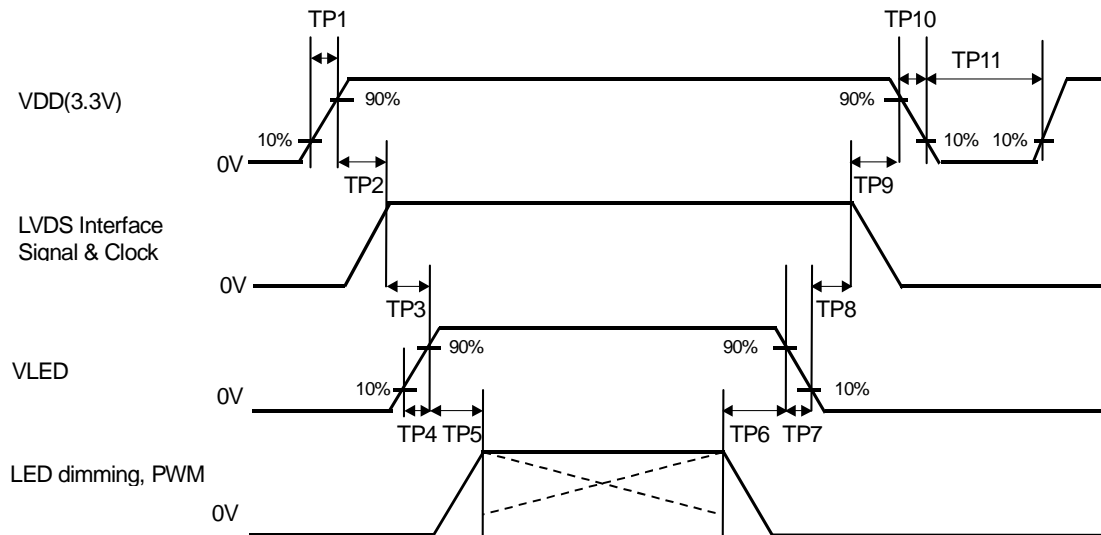 TP1
TP10
TP11
VDD(3.3V)
90%
90%
10%
10%
10%
0V
TP2
TP9
LVDS Interface
Signal & Clock
0V
TP3
TP8
90%
90%
VLED
10%
10%
0V
TP4
TP5
TP6
TP7
LED dimming, PWM
0V